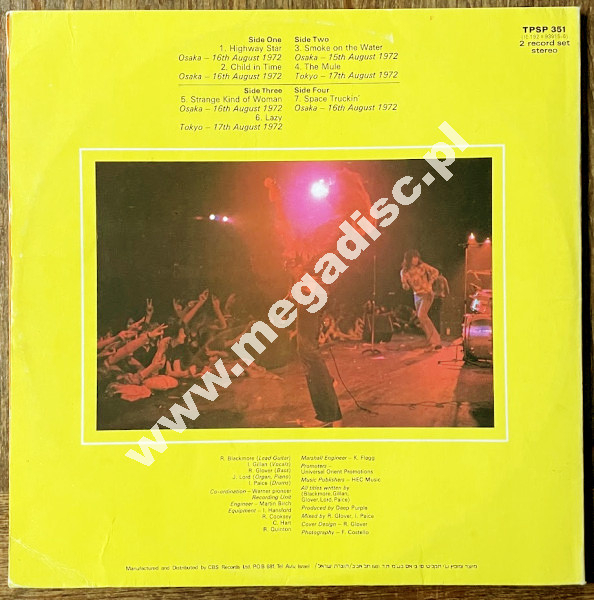 Side One
1. Highway Star
Osaka – 16th August 1972
2. Child in Time
Osaka – 16th August 1972
Side Two
3. Smoke on the Water
Osaka – 15th August 1972
4. The Mule
Tokyo – 17th August 1972
Side Three
5. Strange Kind of Woman
Osaka – 16th August 1972
6. Lazy
Tokyo – 17th August 1972
Side Four
7. Space Truckin'
Osaka – 16th August 1972
TPSP 351
2 record set
stereo
www.megadisc.pl
R. Blackmore (Lead Guitar)
I. Gillan (Vocals)
R. Glover (Bass)
J. Lord (Organ, Piano)
I. Paice (Drums)
Co-ordination – Warner pioneer
Recording Unit
Engineer – Martin Birch
Equipment – I. Hansford
R. Cooksey
C. Hart
R. Quinton
Marshall Engineer – K. Flegg
Promoters –
Universal Orient Promotions
Music Publishers – HEC Music
All titles written by
(Blackmore, Gillan,
Glover, Lord, Paice)
Produced by Deep Purple
Mixed by R. Glover, I. Paice
Cover Design – R. Glover
Photography – F. Costello
Manufactured and Distributed by CBS Records Ltd. P.O.B 681 Tel Aviv Israel